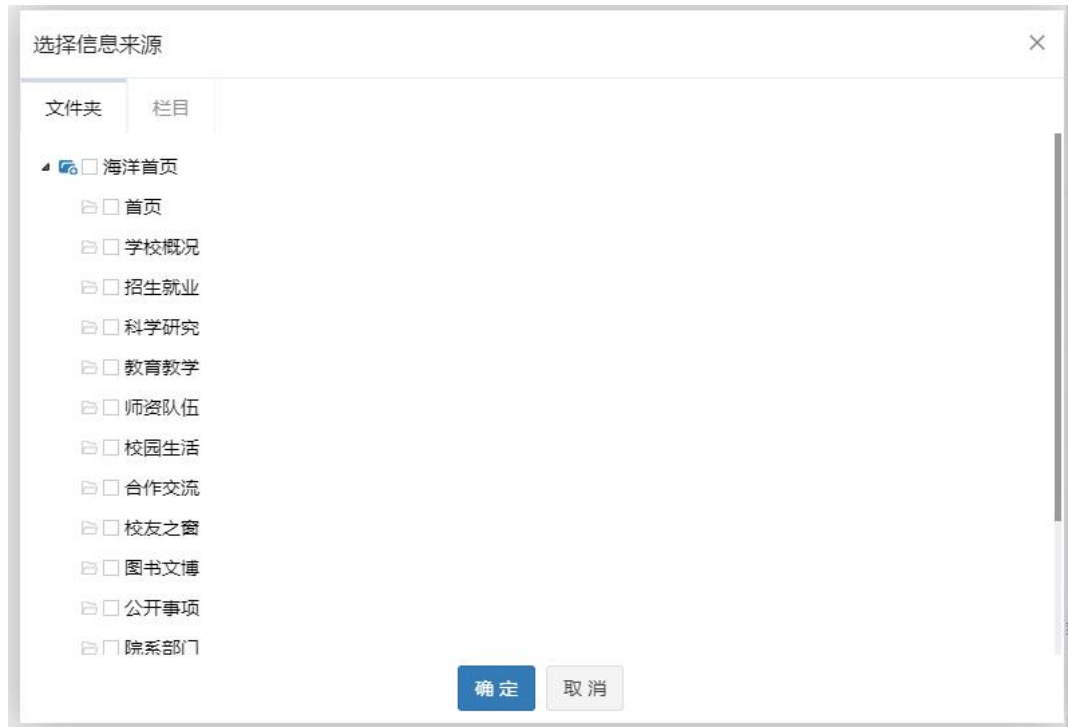 选择信息来源
文件夹 栏目
海洋首页
首页
学校概况
招生就业
科学研究
教育教学
师资队伍
校园生活
合作交流
校友之窗
图书文博
公开事项
院系部门
确定 取消